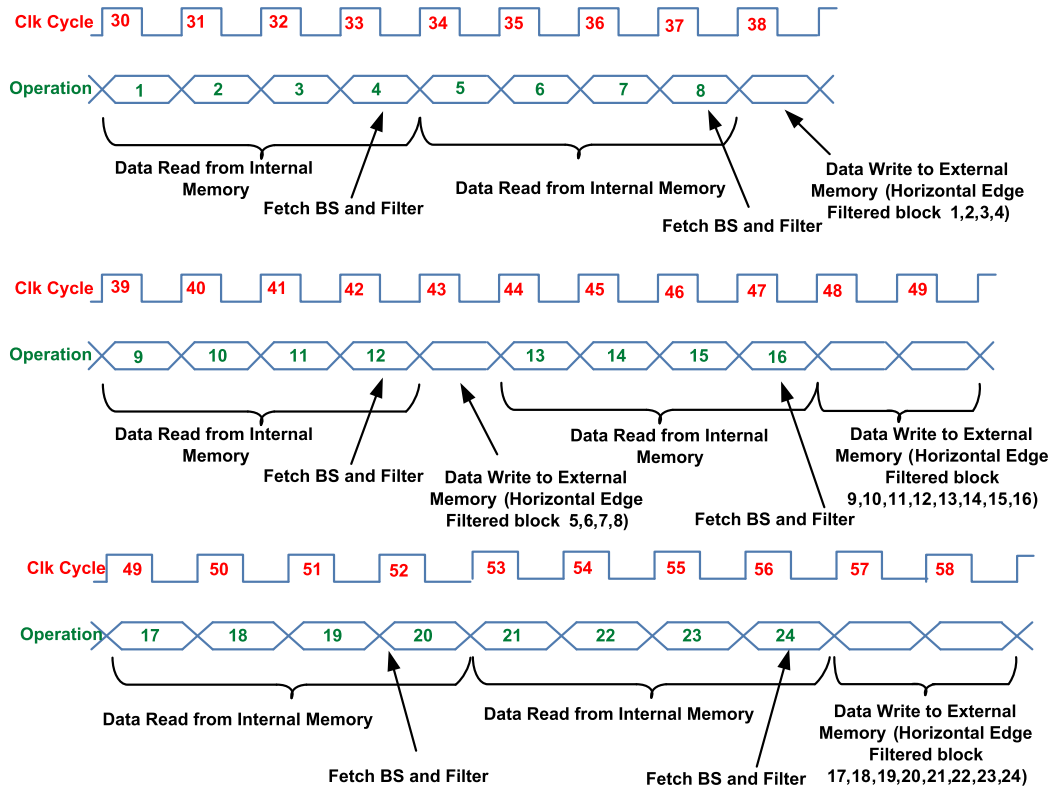 Clk Cycle 30 31 32 33 34 35 36 37 38
Operation 1 2 3 4 5 6 7 8
Data Read from Internal
Memory
Fetch BS and Filter
Data Read from Internal Memory
Fetch BS and Filter
Data Write to External
Memory (Horizontal Edge
Filtered block 1,2,3,4)
Clk Cycle 39 40 41 42 43 44 45 46 47 48 49
Operation 9 10 11 12 13 14 15 16
Data Read from Internal
Memory
Fetch BS and Filter
Data Write to External
Memory (Horizontal Edge
Filtered block 5,6,7,8)
Data Read from Internal
Memory
Fetch BS and Filter
Data Write to External
Memory (Horizontal Edge
Filtered block
9,10,11,12,13,14,15,16)
Clk Cycle 49 50 51 52 53 54 55 56 57 58
Operation 17 18 19 20 21 22 23 24
Data Read from Internal Memory
Fetch BS and Filter
Data Read from Internal Memory
Fetch BS and Filter
Data Write to External
Memory (Horizontal Edge
Filtered block
17,18,19,20,21,22,23,24)